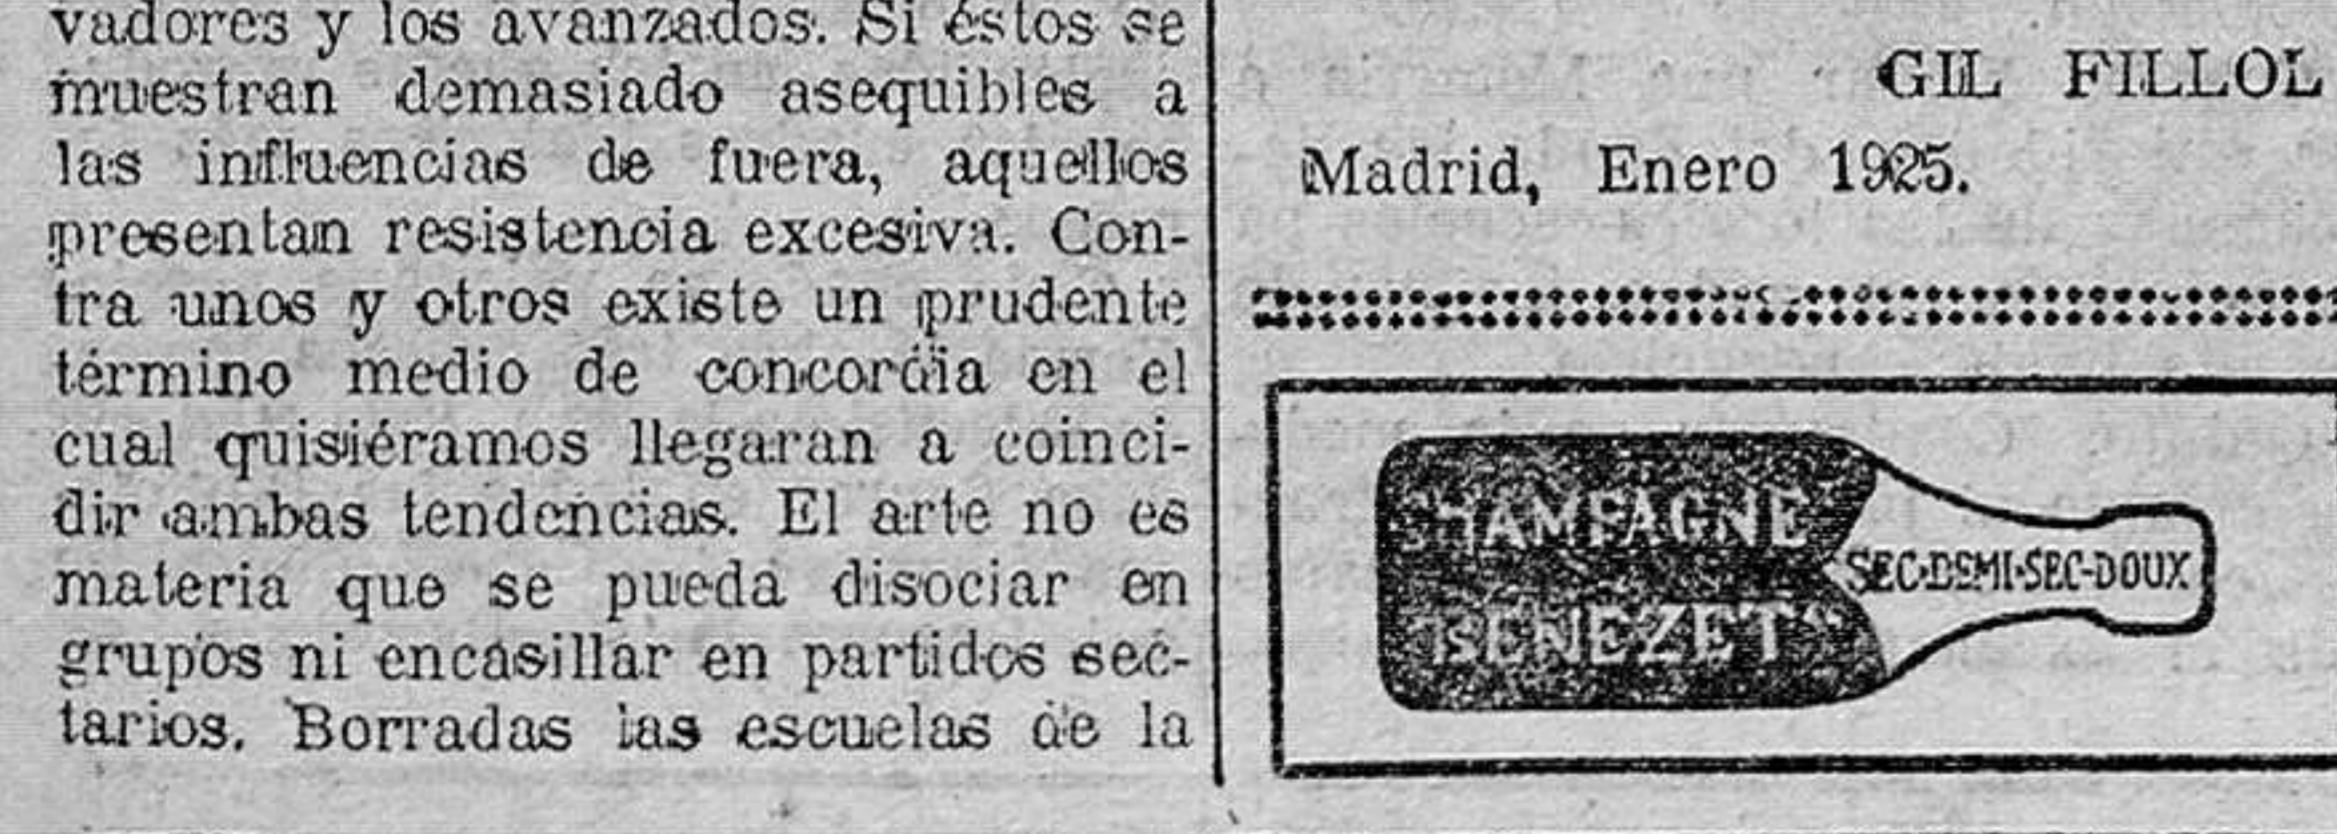 vadores y los avanzados. Si éstos se
muestran demasiado asequibles a
las influencias de fuera, aquellos
presentan resistencia excesiva. Con-
tra unos y otros existe un prudente
término medio de concordia en el
cual quisiéramos llegaran a coinci-
dir ambas tendencias. El arte no es
materia que se pueda disociar en
grupos ni encasillar en partidos sec-
tarios. Borradas las escuelas de la
GIL FILLOL
Madrid, Enero 1925.
CHAMPAGNE
BENEZET"
SEC-DEMI-SEC-DOUX